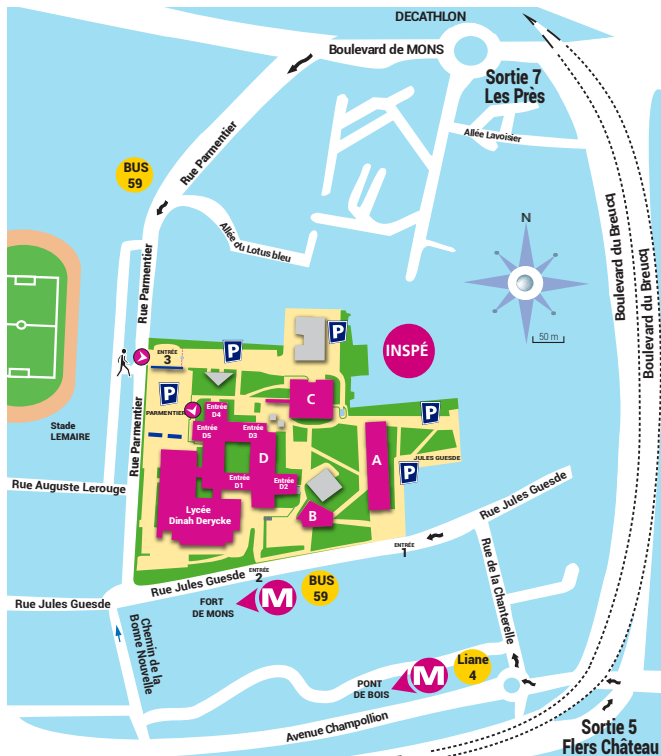 DECATHLON
Boulevard de MONS
Sortie 7
Les Près
Allée Lavoisier
Rue Parmentier
BUS
59
Allée du Lotus bleu
Boulevard du Breucq
Boulevard du Breucq
N
50 m
Rue Parmentier
INSPÉ
ENTRÉE
3
P
P
P
P
P
PARMENTIER
Entrée
D4
Entrée
D5
Entrée
D3
C
D
A
B
Entrée
D1
Entrée
D2
JULES GUESDE
Stade
LEMAIRE
Rue Parmentier
Rue Auguste Lerouge
Lycée
Dinah Derycke
Rue Jules Guesde
ENTRÉE
1
ENTRÉE
2
Rue Jules Guesde
Rue Jules Guesde
M
BUS
59
FORT
DE MONS
Rue de la Chanterelle
Chemin de la
Bonne Nouvelle
M
Liane
4
PONT
DE BOIS
Avenue Champollion
Sortie 5
Flers Château